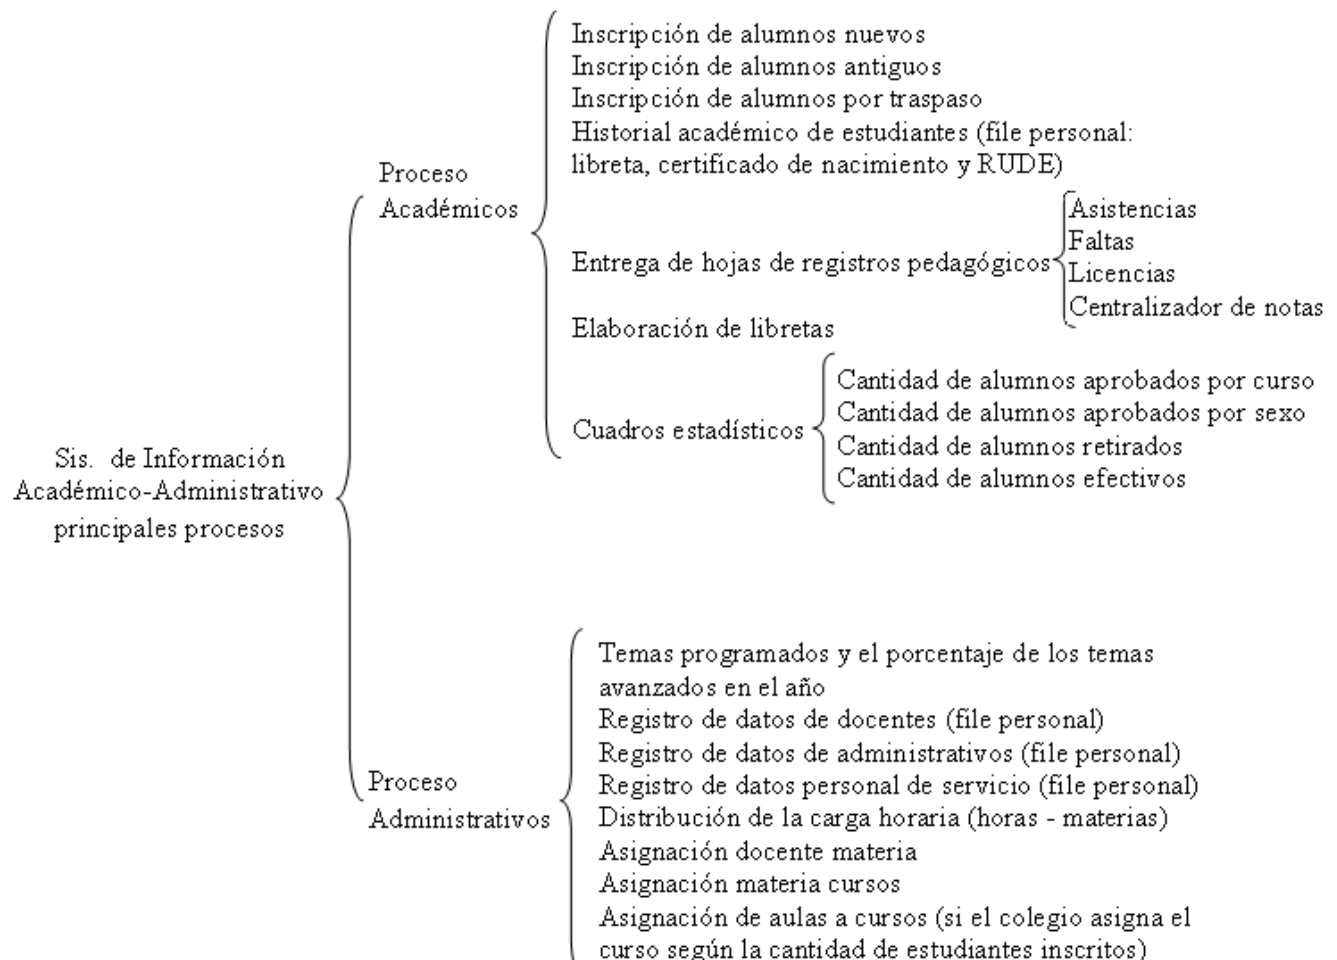 Sis. de Información
Académico-Administrativo
principales procesos
Proceso
Académicos
Inscripción de alumnos nuevos
Inscripción de alumnos antiguos
Inscripción de alumnos por traspaso
Historial académico de estudiantes (file personal:
libreta, certificado de nacimiento y RUDE)
Entrega de hojas de registros pedagógicos
Asistencias
Faltas
Licencias
Centralizador de notas
Elaboración de libretas
Cuadros estadísticos
Cantidad de alumnos aprobados por curso
Cantidad de alumnos aprobados por sexo
Cantidad de alumnos retirados
Cantidad de alumnos efectivos
Proceso
Administrativos
Temas programados y el porcentaje de los temas
avanzados en el año
Registro de datos de docentes (file personal)
Registro de datos de administrativos (file personal)
Registro de datos personal de servicio (file personal)
Distribución de la carga horaria (horas - materias)
Asignación docente materia
Asignación materia cursos
Asignación de aulas a cursos (si el colegio asigna el
curso según la cantidad de estudiantes inscritos)